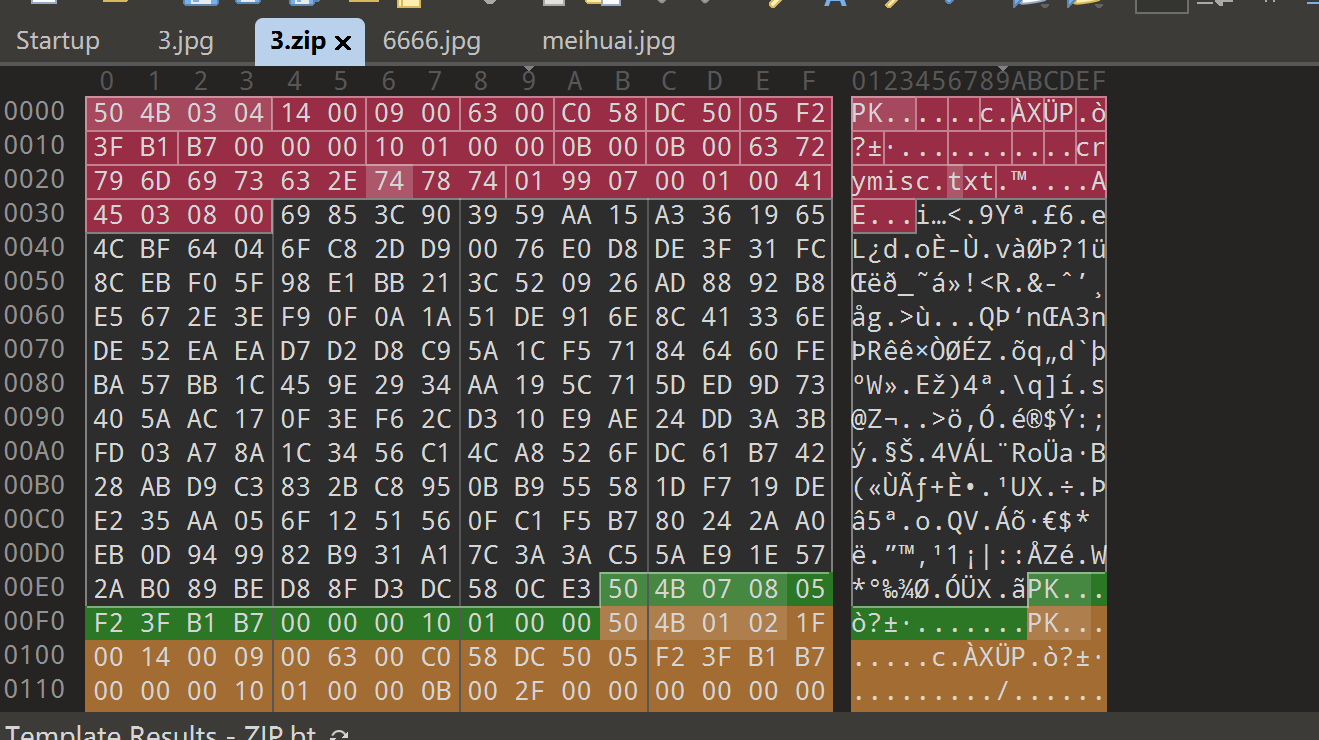 Startup 3.jpg 3.zip × 6666.jpg meihuai.jpg
0 1 2 3 4 5 6 7 8 9 A B C D E F 0123456789ABCDEF
0000 50 4B 03 04 14 00 09 00 63 00 C0 58 DC 50 05 F2 PK......c.ÀXÜP.ò
0010 3F B1 B7 00 00 00 10 01 00 00 0B 00 0B 00 63 72 ?±·...........cr
0020 79 6D 69 73 63 2E 74 78 74 01 99 07 00 01 00 41 ymisc.txt.™....A
0030 45 03 08 00 69 85 3C 90 39 59 AA 15 A3 36 19 65 E...i…<.9Yª.£6.e
0040 4C BF 64 04 6F C8 2D D9 00 76 E0 D8 DE 3F 31 FC L¿d.oÈ-Ù.vàØÞ?1ü
0050 8C EB F0 5F 98 E1 BB 21 3C 52 09 26 AD 88 92 B8 Œëð_˜á»!<R.&-ˆ’¸
0060 E5 67 2E 3E F9 0F 0A 1A 51 DE 91 6E 8C 41 33 6E åg.>ù...QÞ‘nŒA3n
0070 DE 52 EA EA D7 D2 D8 C9 5A 1C F5 71 84 64 60 FE ÞRêê×ÒØÉZ.õq„d`þ
0080 BA 57 BB 1C 45 9E 29 34 AA 19 5C 71 5D ED 9D 73 ºW».Ež)4ª.\q]í.s
0090 40 5A AC 17 0F 3E F6 2C D3 10 E9 AE 24 DD 3A 3B @Z¬..>ö,Ó.é®$Ý:;
00A0 FD 03 A7 8A 1C 34 56 C1 4C A8 52 6F DC 61 B7 42 ý.§Š.4VÁL¨RoÜa·B
00B0 28 AB D9 C3 83 2B C8 95 0B B9 55 58 1D F7 19 DE («ÙÃƒ+È•.¹UX.÷.Þ
00C0 E2 35 AA 05 6F 12 51 56 0F C1 F5 B7 80 24 2A A0 â5ª.o.QV.Áõ·€$*
00D0 EB 0D 94 99 82 B9 31 A1 7C 3A 3A C5 5A E9 1E 57 ë.”™‚¹1¡|::ÅZé.W
00E0 2A B0 89 BE D8 8F D3 DC 58 0C E3 50 4B 07 08 05 *°‰¾Ø.ÓÜX.ãPK...
00F0 F2 3F B1 B7 00 00 00 10 01 00 00 50 4B 01 02 1F ò?±·.......PK...
0100 00 14 00 09 00 63 00 C0 58 DC 50 05 F2 3F B1 B7 .....c.ÀXÜP.ò?±·
0110 00 00 00 10 01 00 00 0B 00 2F 00 00 00 00 00 00 ........./......
Template Results - ZIP.bt